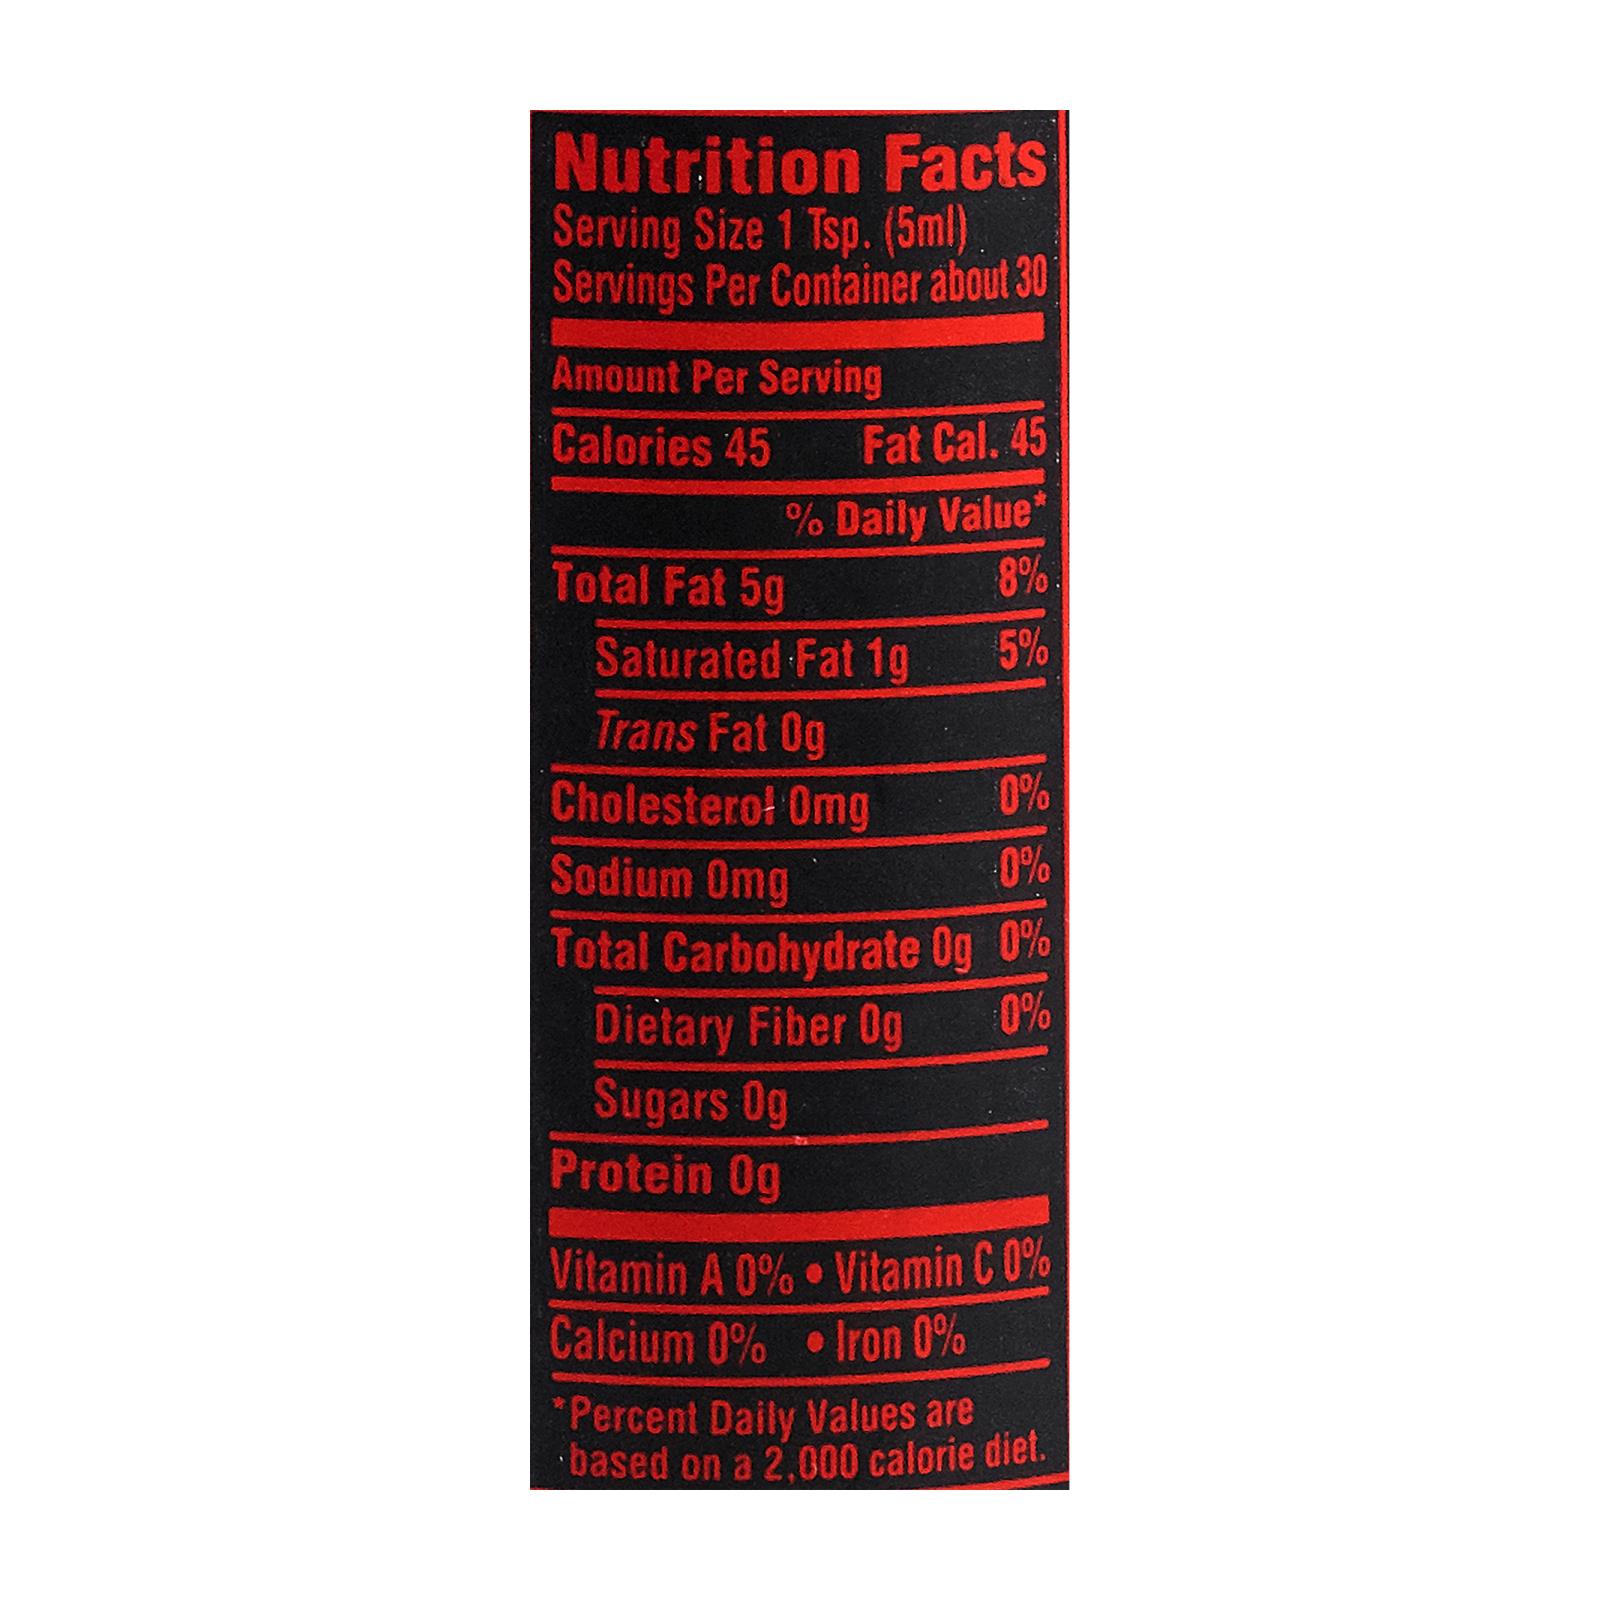 Nutrition Facts
Serving Size 1 Tsp. (5ml)
Servings Per Container about 30
Amount Per Serving
Calories 45 Fat Cal. 45
% Daily Value*
Total Fat 5g 8%
Saturated Fat 1g 5%
Trans Fat 0g
Cholesterol 0mg 0%
Sodium 0mg 0%
Total Carbohydrate 0g 0%
Dietary Fiber 0g 0%
Sugars 0g
Protein 0g
Vitamin A 0% • Vitamin C 0%
Calcium 0% • Iron 0%
*Percent Daily Values are
based on a 2,000 calorie diet.